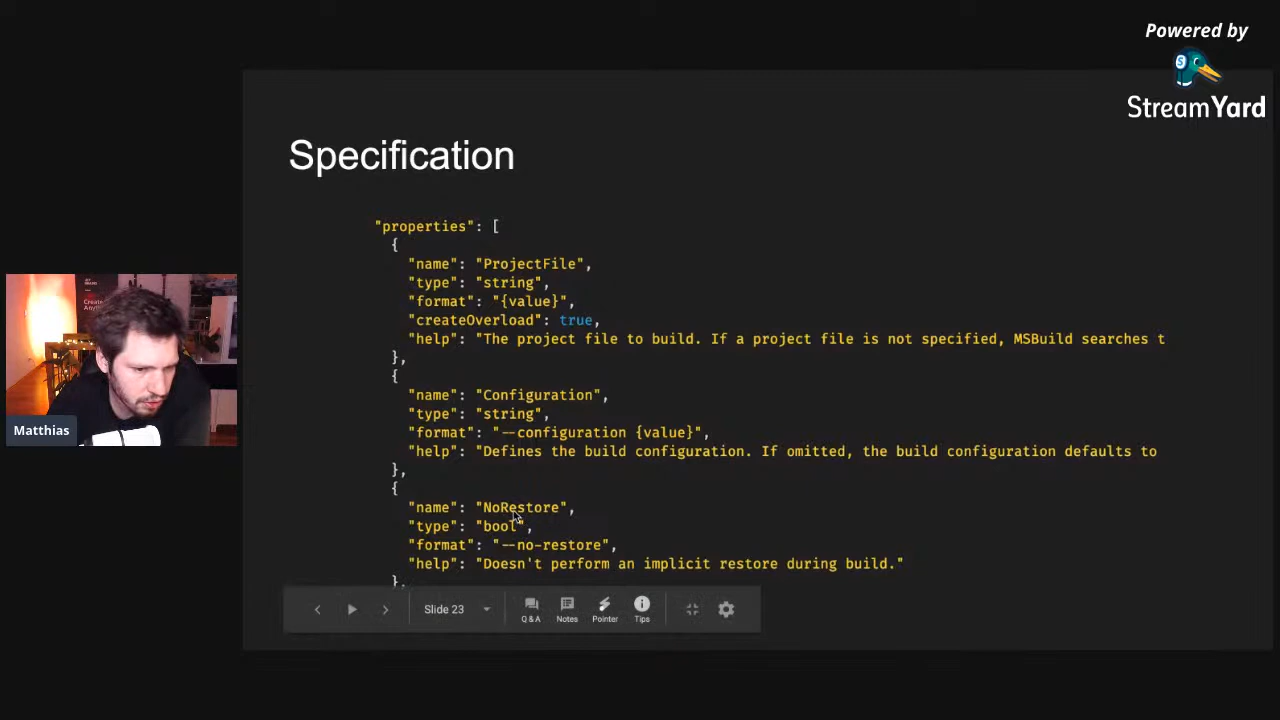 Powered by
StreamYard
Specification
"properties": [
{
"name": "ProjectFile",
"type": "string",
"format": "{value}",
"createOverload": true,
"help": "The project file to build. If a project file is not specified, MSBuild searches t
},
{
"name": "Configuration",
"type": "string",
"format": "--configuration {value}",
"help": "Defines the build configuration. If omitted, the build configuration defaults to
},
{
"name": "NoRestore",
"type": "bool",
"format": "--no-restore",
"help": "Doesn't perform an implicit restore during build."
},
Matthias
Slide 23
Q & A
Notes
Pointer
Tips